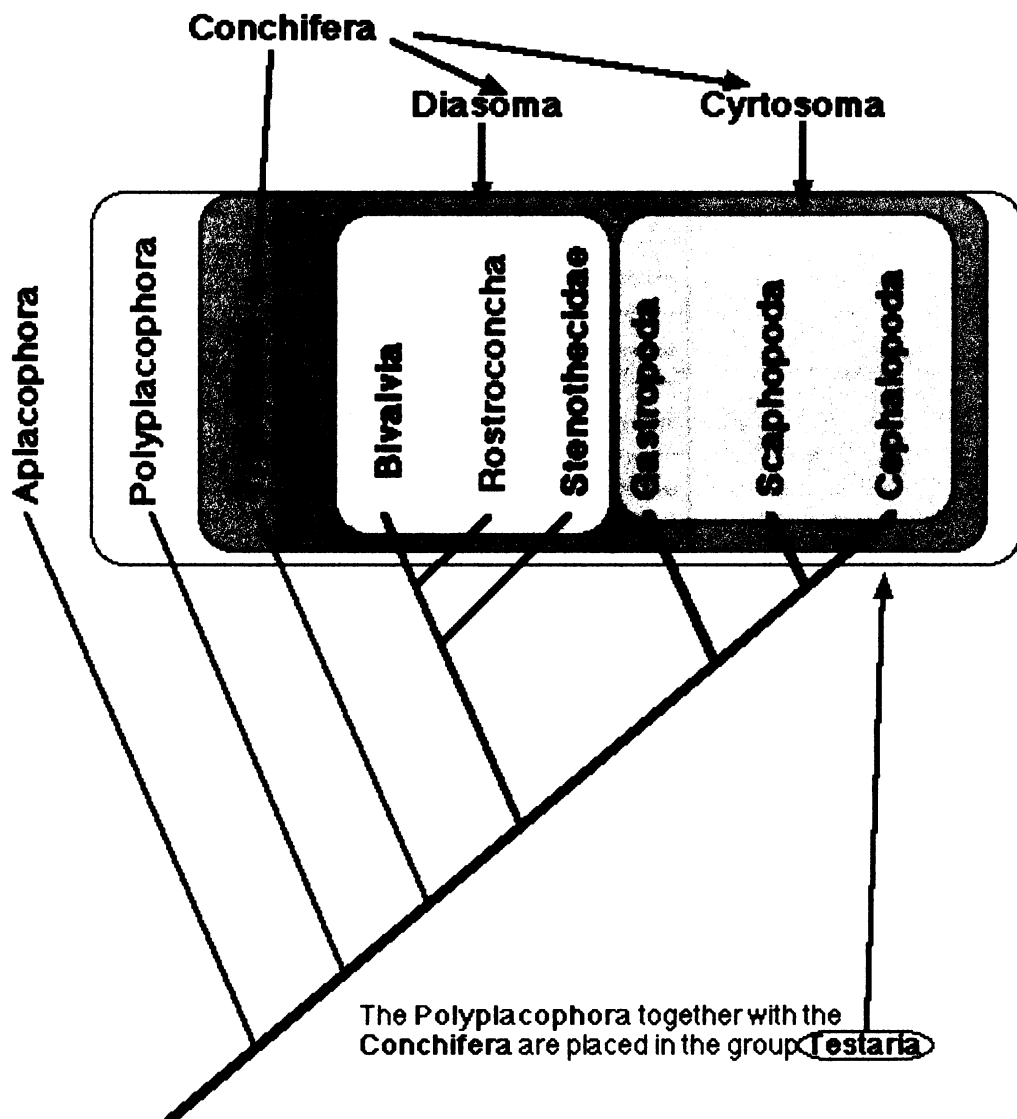 Conchifera
Diasoma
Cyrtosoma
Aplacophora
Polyplacophora
Bivalvia
Rostroconcha
Stenothecidae
Gastropoda
Scaphopoda
Cephalopoda
The Polyplacophora together with the
Conchifera are placed in the group Testaria